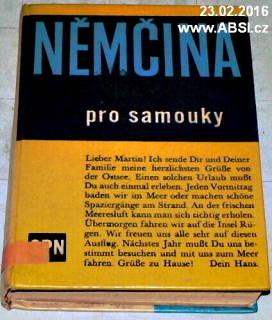 23.02.2016
www.ABSI.cz
NĚMČINA
pro samouky
Lieber Martin! Ich sende Dir und Deiner
Familie meine herzlichsten Grüße von
der Ostsee. Einen solchen Urlaub mußt
Du auch einmal erleben. Jeden Vormittag
baden wir im Meer oder machen schöne
Spaziergänge am Strand. An der frischen
Meeresluft kann man sich richtig erholen.
Übermorgen fahren wir auf die Insel Rü-
gen. Wir freuen uns alle sehr auf diesen
Ausflug. Nächstes Jahr mußt Du uns be-
stimmt besuchen und mit uns zum Meer
fahren. Grüße zu Hause! Dein Hans.
SPN